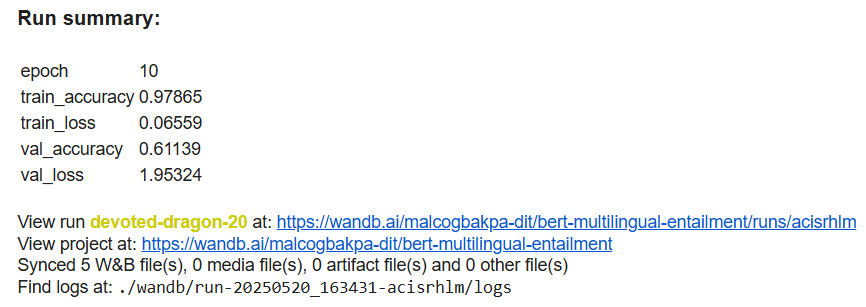 Run summary:
epoch 10
train_accuracy 0.97865
train_loss 0.06559
val_accuracy 0.61139
val_loss 1.95324
View run devoted-dragon-20 at: https://wandb.ai/malcogbakpa-dit/bert-multilingual-entailment/runs/acisrhlm
View project at: https://wandb.ai/malcogbakpa-dit/bert-multilingual-entailment
Synced 5 W&B file(s), 0 media file(s), 0 artifact file(s) and 0 other file(s)
Find logs at: ./wandb/run-20250520_163431-acisrhlm/logs